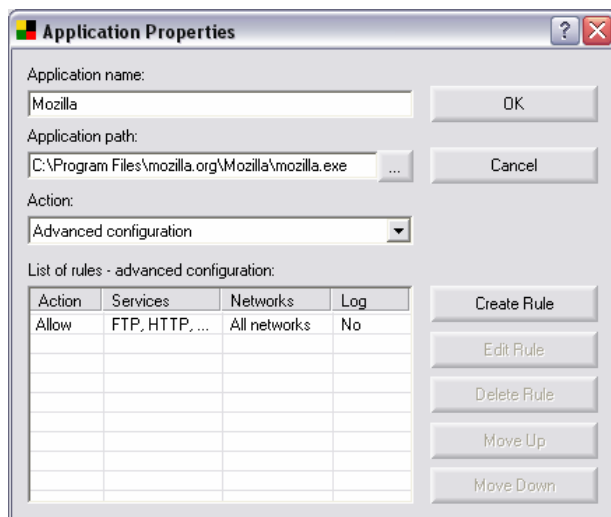 Application Properties
Application name:
Mozilla
OK
Application path:
C:\Program Files\mozilla.org\Mozilla\mozilla.exe
...
Cancel
Action:
Advanced configuration
List of rules - advanced configuration:
Action Services Networks Log
Allow FTP, HTTP, ... All networks No
Create Rule
Edit Rule
Delete Rule
Move Up
Move Down